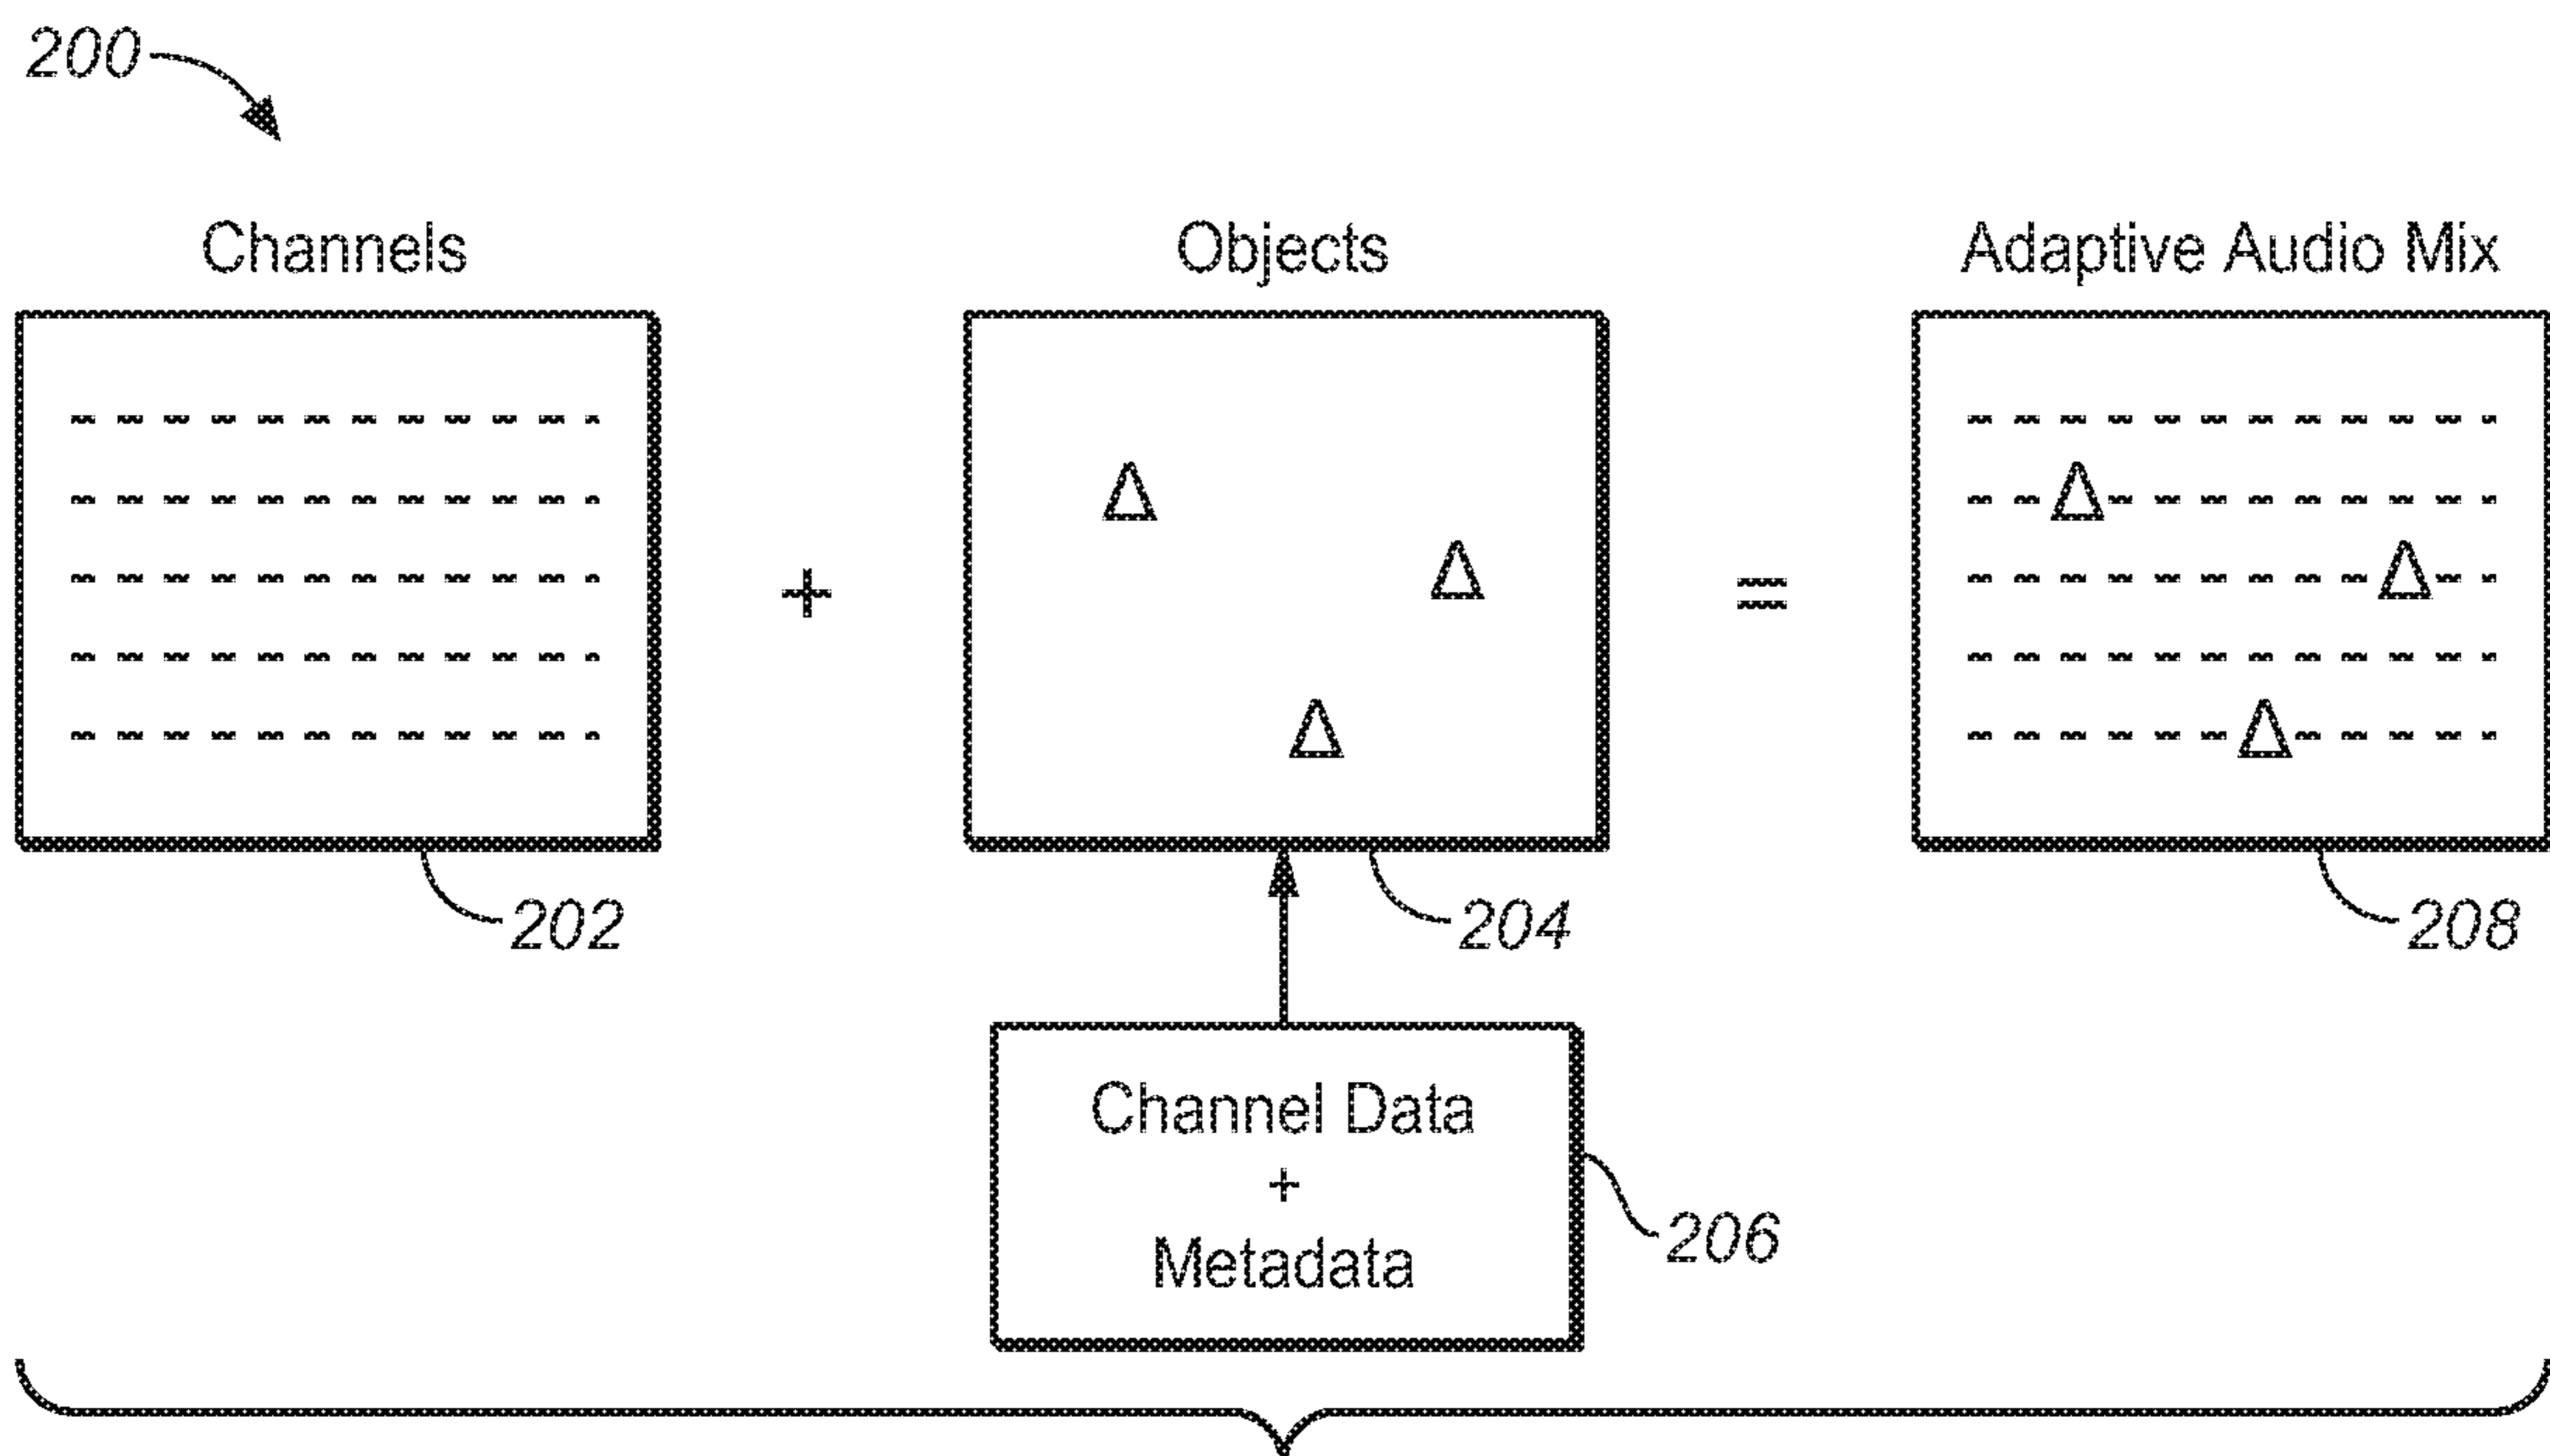 200
Channels
Objects
Adaptive Audio Mix
+
=
202
204
208
Channel Data
+
Metadata
206